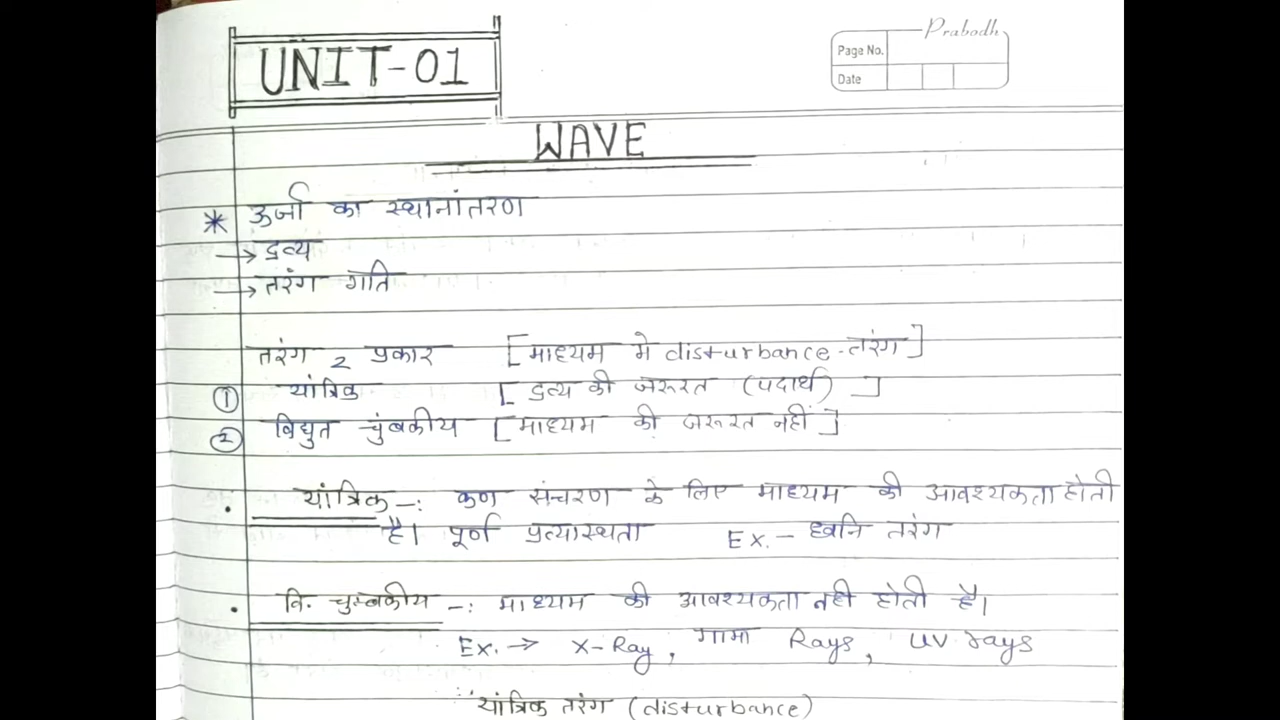 UNIT-01
Prabodh
Page No.
Date
WAVE
* ऊर्जा का स्थानांतरण
→ द्रव्य
→ तरंग गति
तरंग 2 प्रकार [माध्यम मे disturbance - तरंग]
① यांत्रिक [द्रव्य की जरूरत (पदार्थ)]
② विद्युत चुंबकीय [माध्यम की जरूरत नहीं]
• यांत्रिक -: कण संचरण के लिए माध्यम की आवश्यकता होती
है। पूर्ण प्रत्यास्थता Ex. - ध्वनि तरंग
• वि. चुम्बकीय -: माध्यम की आवश्यकता नही होती है।
Ex. → X-Ray, गामा Rays, UV rays
यांत्रिक तरंग (disturbance)